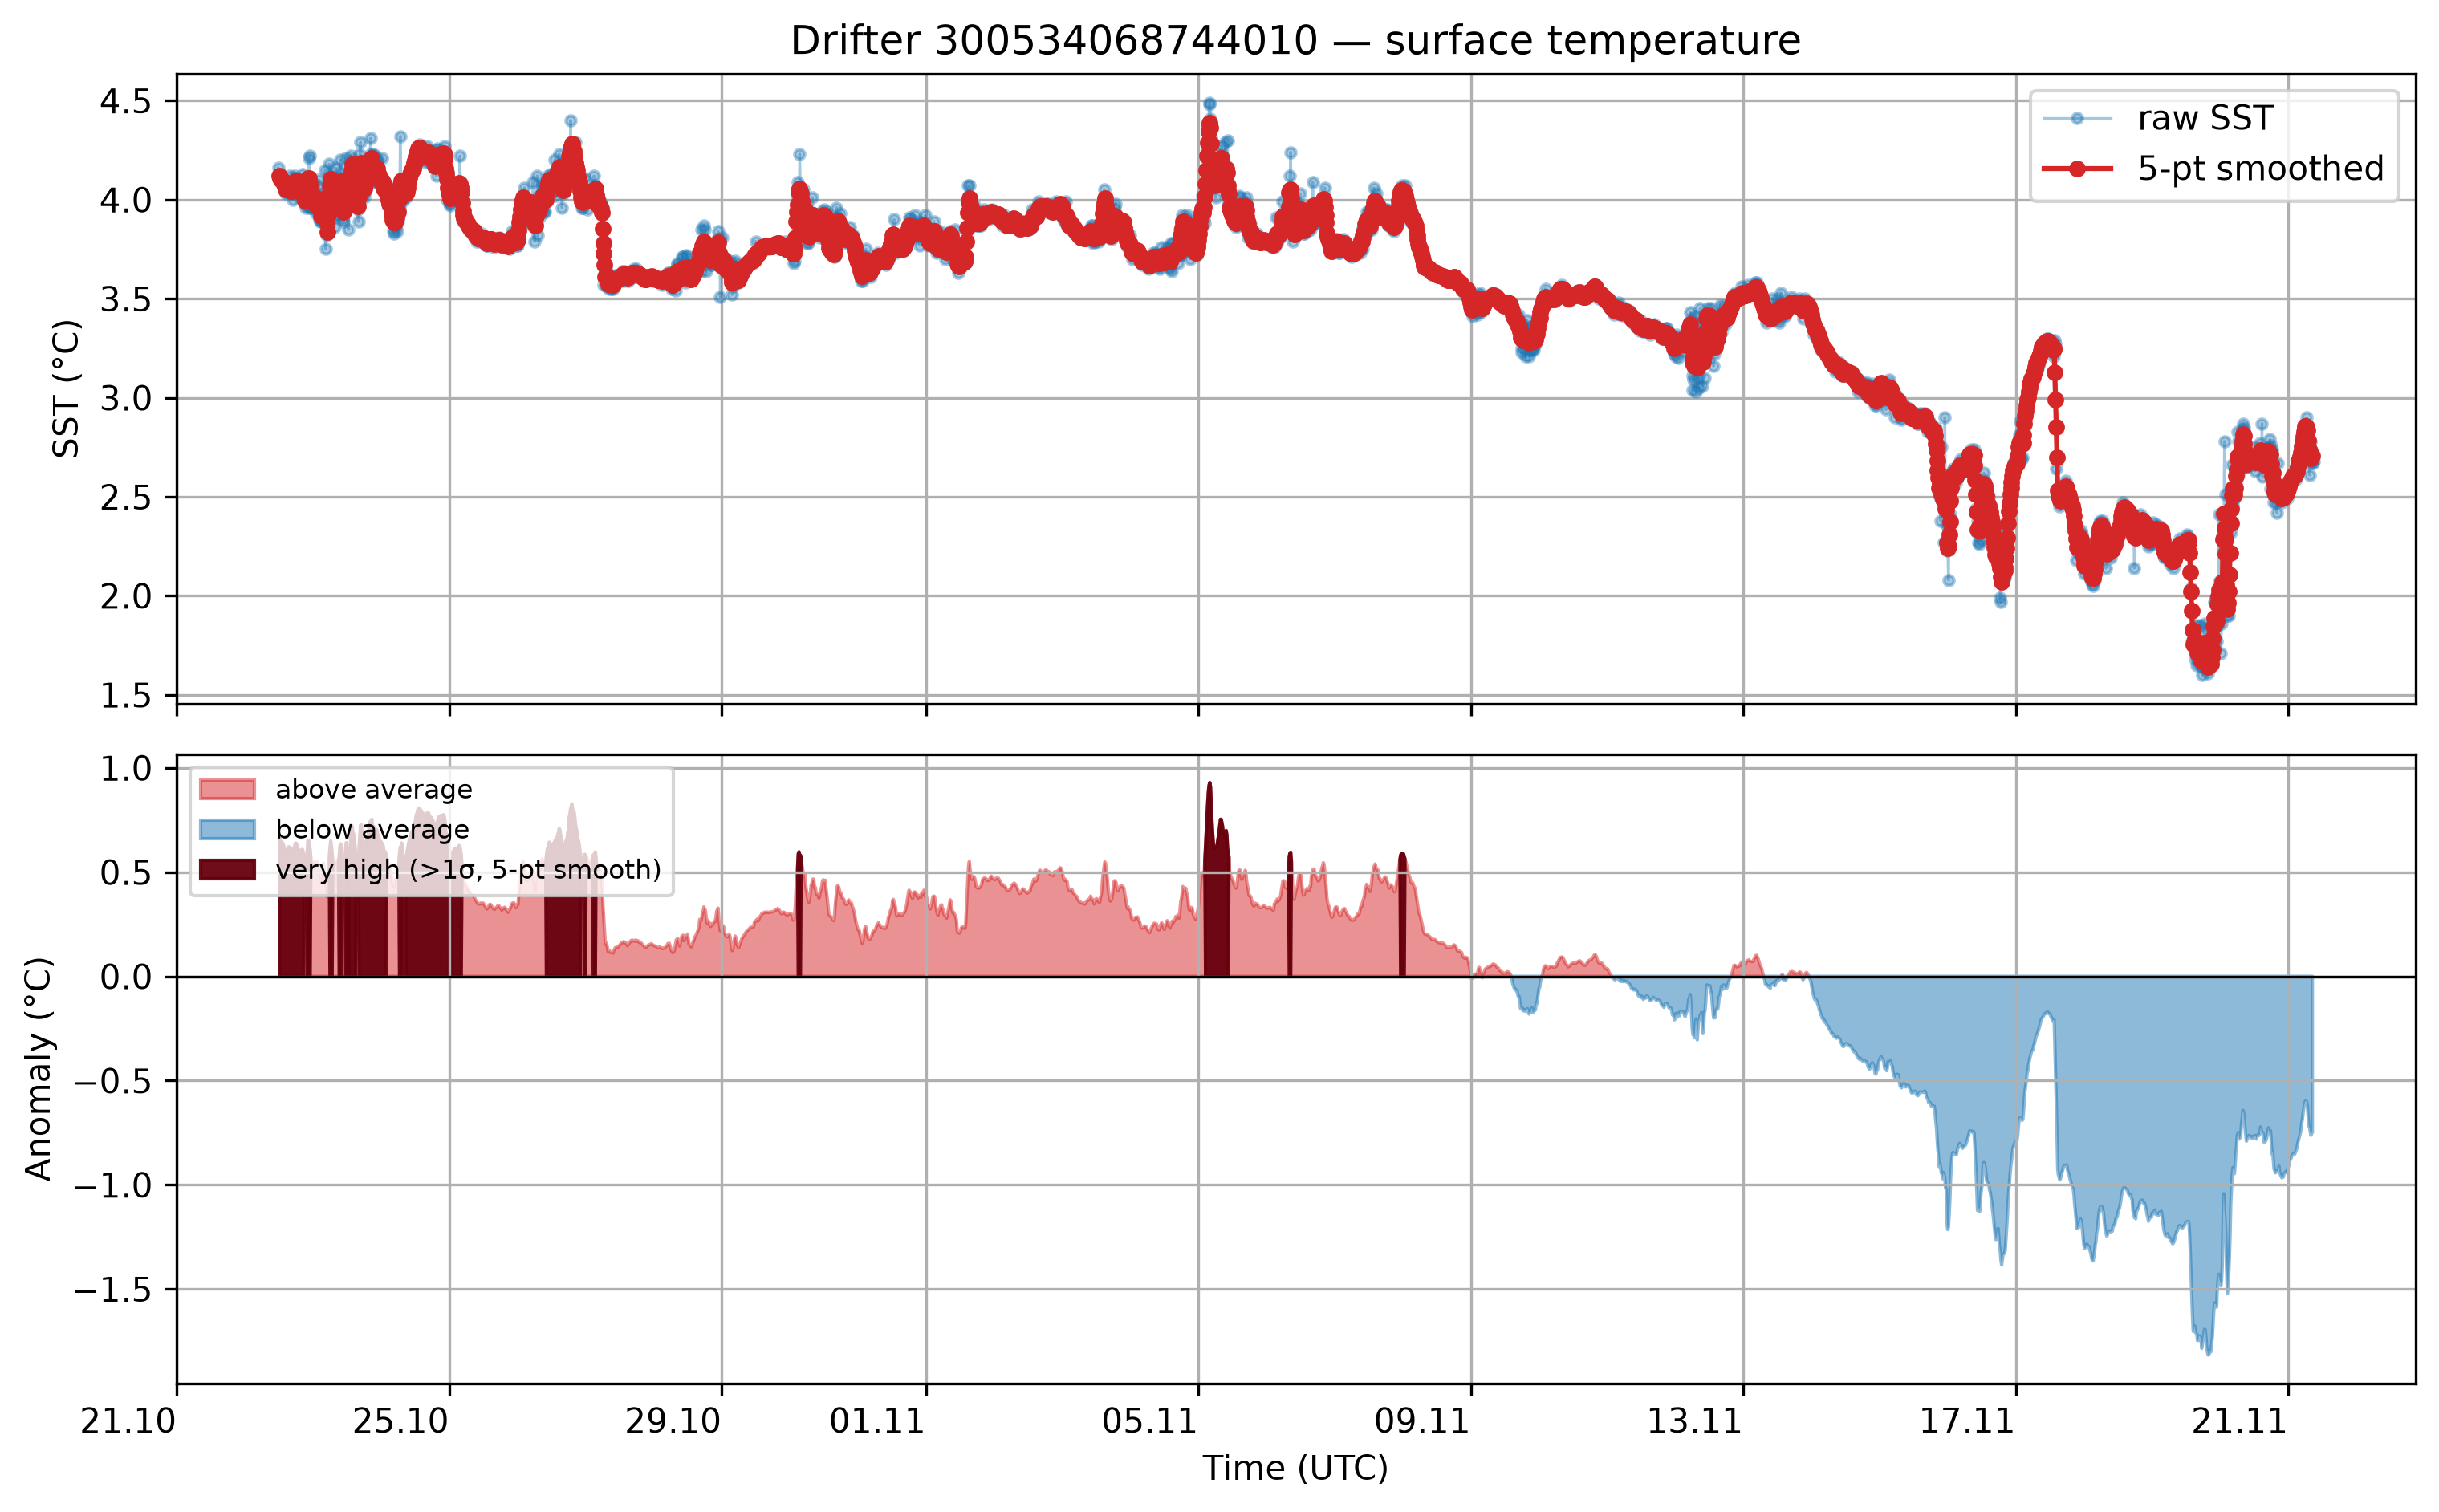 Drifter 300534068744010 — surface temperature
SST (°C)
4.5
4.0
3.5
3.0
2.5
2.0
1.5
raw SST
5-pt smoothed
Anomaly (°C)
1.0
0.5
0.0
−0.5
−1.0
−1.5
above average
below average
very high (>1σ, 5-pt smooth)
21.10 25.10 29.10 01.11 05.11 09.11 13.11 17.11 21.11
Time (UTC)